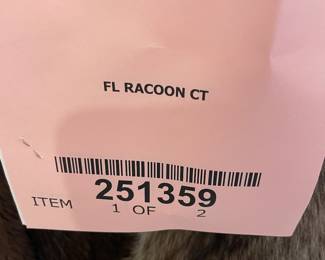 FL RACOON CT
ITEM 251359
1 OF 2